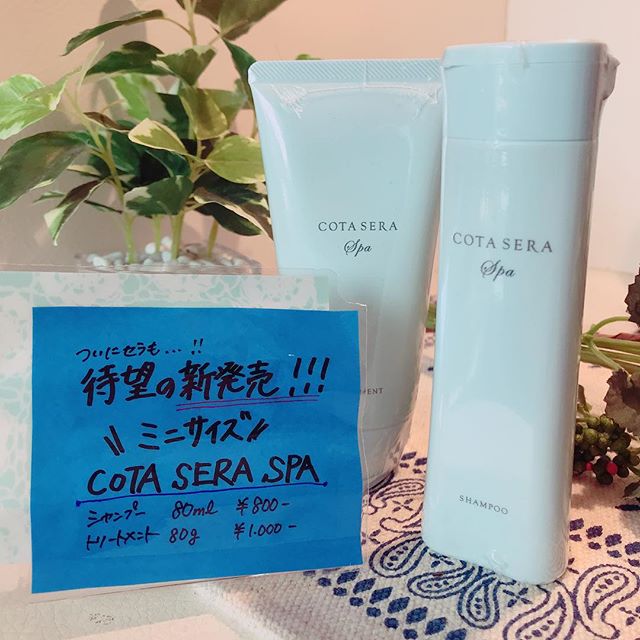 COTA SERA
Spa
MENT
COTA SERA
Spa
SHAMPOO
ついにセラも...!!
待望の新発売!!!
\\ミニサイズ//
COTA SERA SPA
シャンプー 80ml ¥800-
トリートメント 80g ¥1.000-